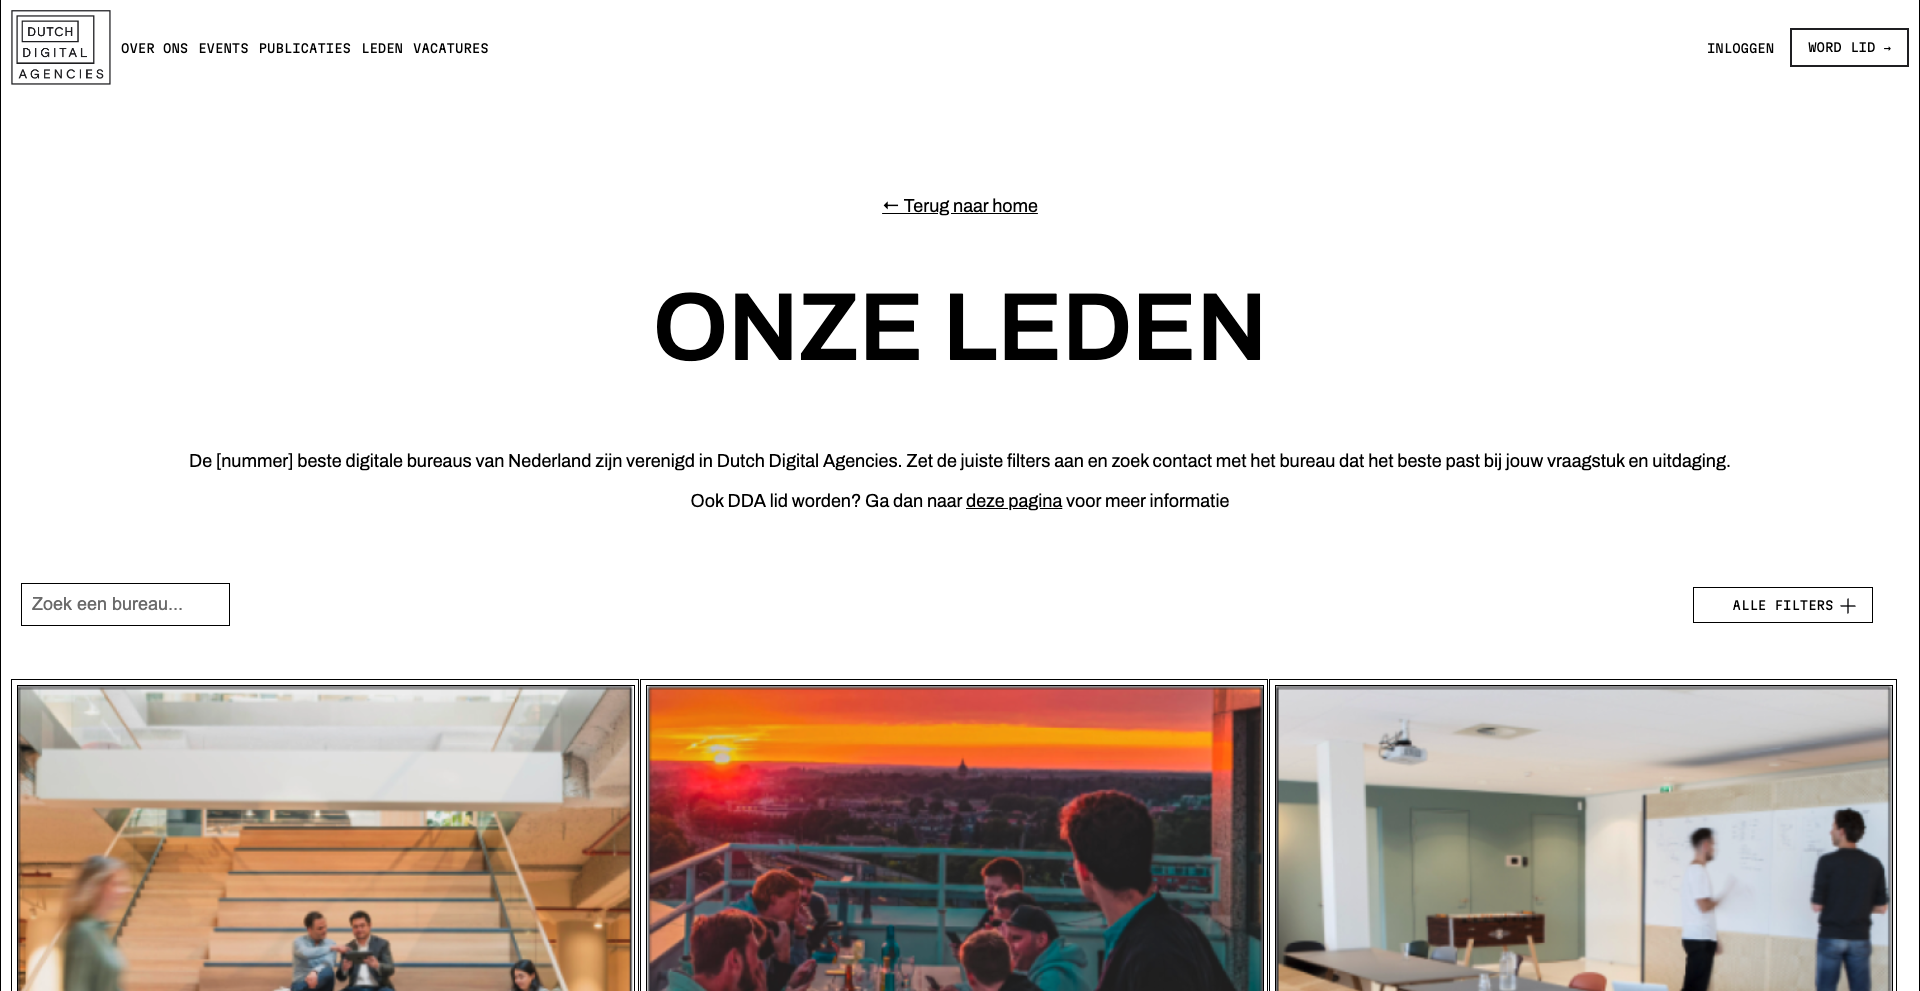 DUTCH
DIGITAL
AGENCIES
OVER ONS EVENTS PUBLICATIES LEDEN VACATURES
INLOGGEN
WORD LID →
← Terug naar home
ONZE LEDEN
De [nummer] beste digitale bureaus van Nederland zijn verenigd in Dutch Digital Agencies. Zet de juiste filters aan en zoek contact met het bureau dat het beste past bij jouw vraagstuk en uitdaging.
Ook DDA lid worden? Ga dan naar deze pagina voor meer informatie
Zoek een bureau...
ALLE FILTERS